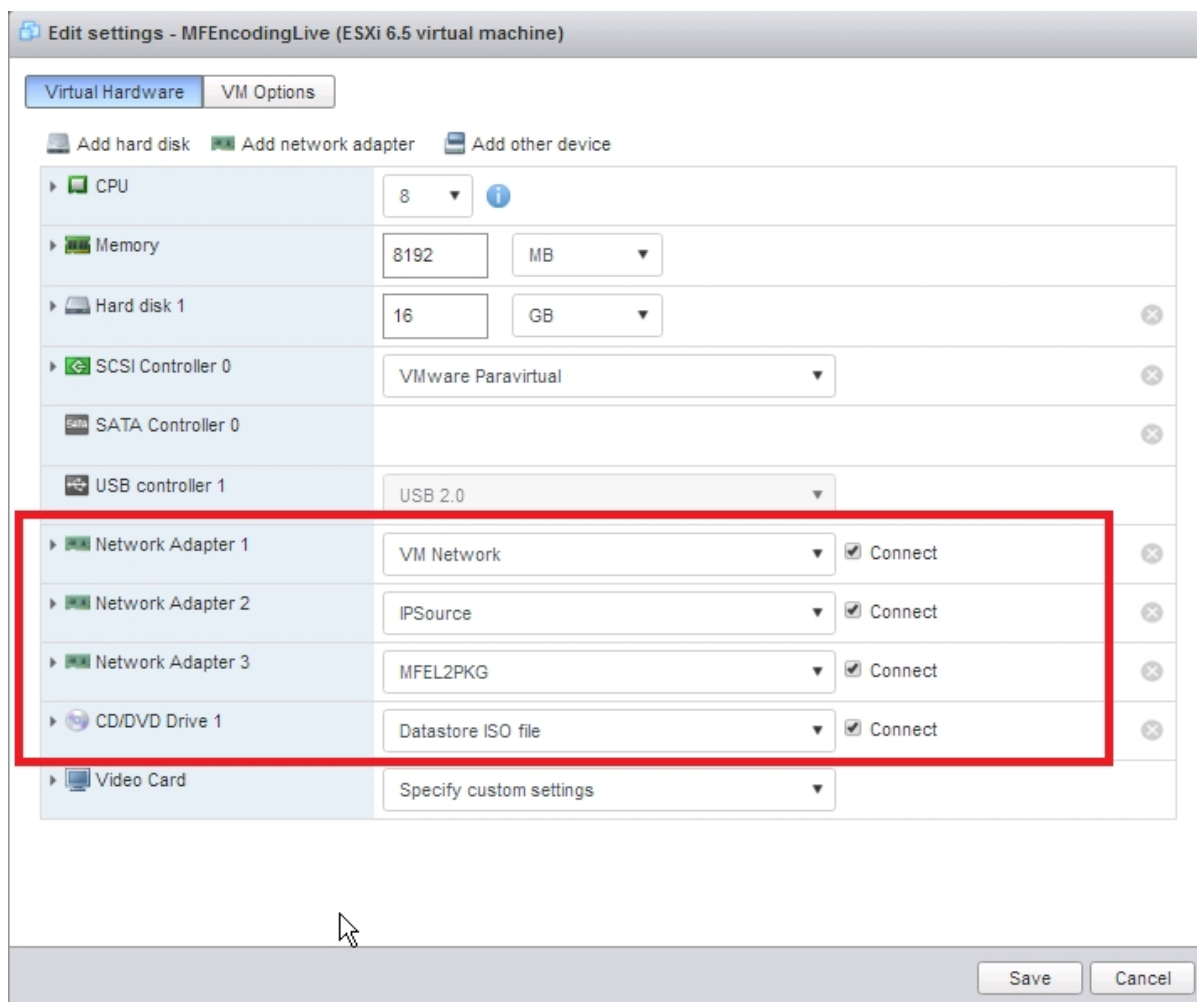 Edit settings - MFEncodingLive (ESXi 6.5 virtual machine)
Virtual Hardware VM Options
Add hard disk Add network adapter Add other device
CPU 8
Memory 8192 MB
Hard disk 1 16 GB
SCSI Controller 0 VMware Paravirtual
SATA SATA Controller 0
USB controller 1 USB 2.0
Network Adapter 1 VM Network Connect
Network Adapter 2 IPSource Connect
Network Adapter 3 MFEL2PKG Connect
CD/DVD Drive 1 Datastore ISO file Connect
Video Card Specify custom settings
Save Cancel